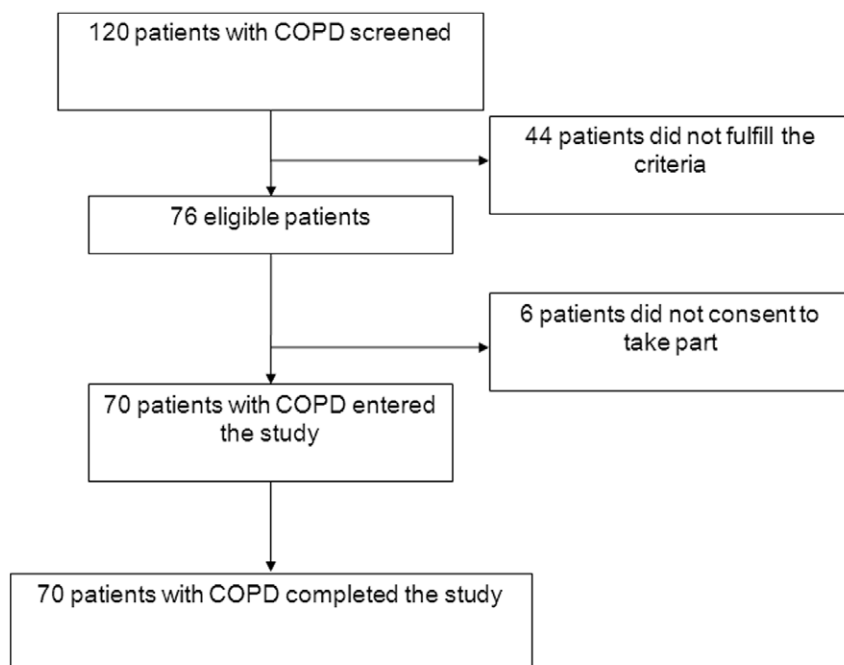 120 patients with COPD screened
44 patients did not fulfill the
criteria
76 eligible patients
6 patients did not consent to
take part
70 patients with COPD entered
the study
70 patients with COPD completed the study